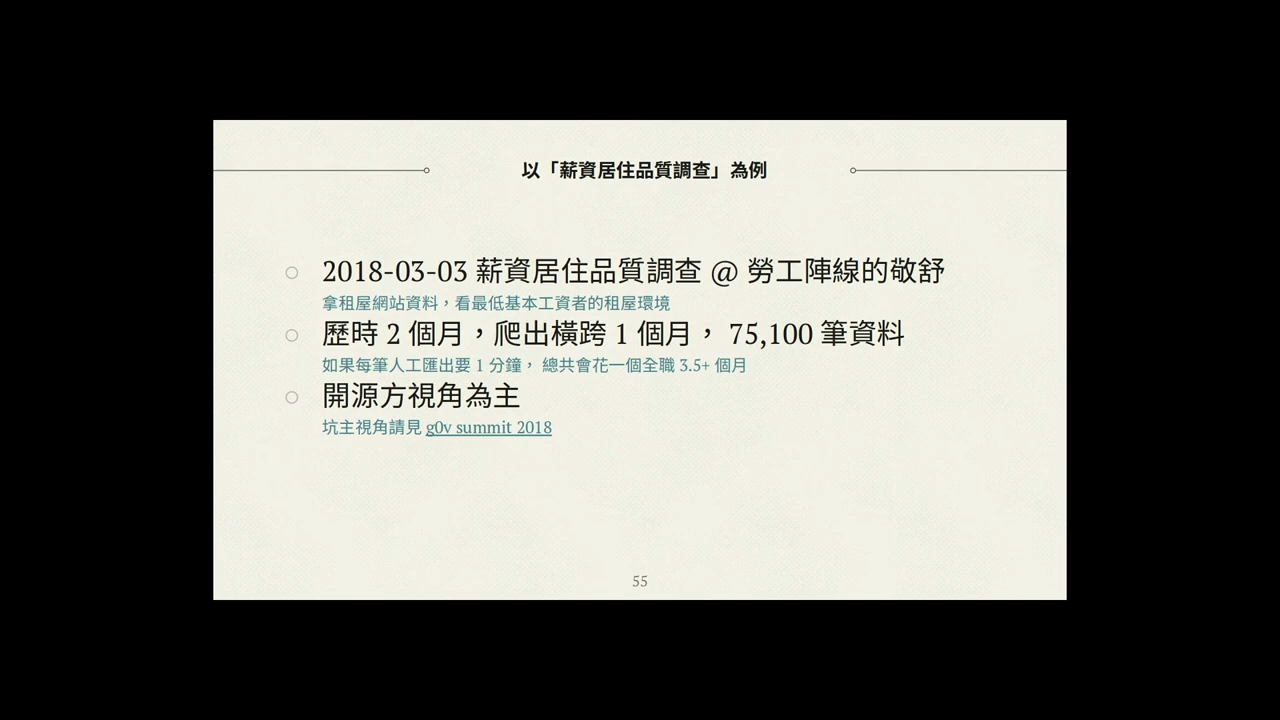 以「薪資居住品質調查」為例
2018-03-03 薪資居住品質調查 @ 勞工陣線的敬舒
拿租屋網站資料，看最低基本工資者的租屋環境
歷時 2 個月，爬出橫跨 1 個月， 75,100 筆資料
如果每筆人工匯出要 1 分鐘， 總共會花一個全職 3.5+ 個月
開源方視角為主
坑主視角請見 g0v summit 2018
55